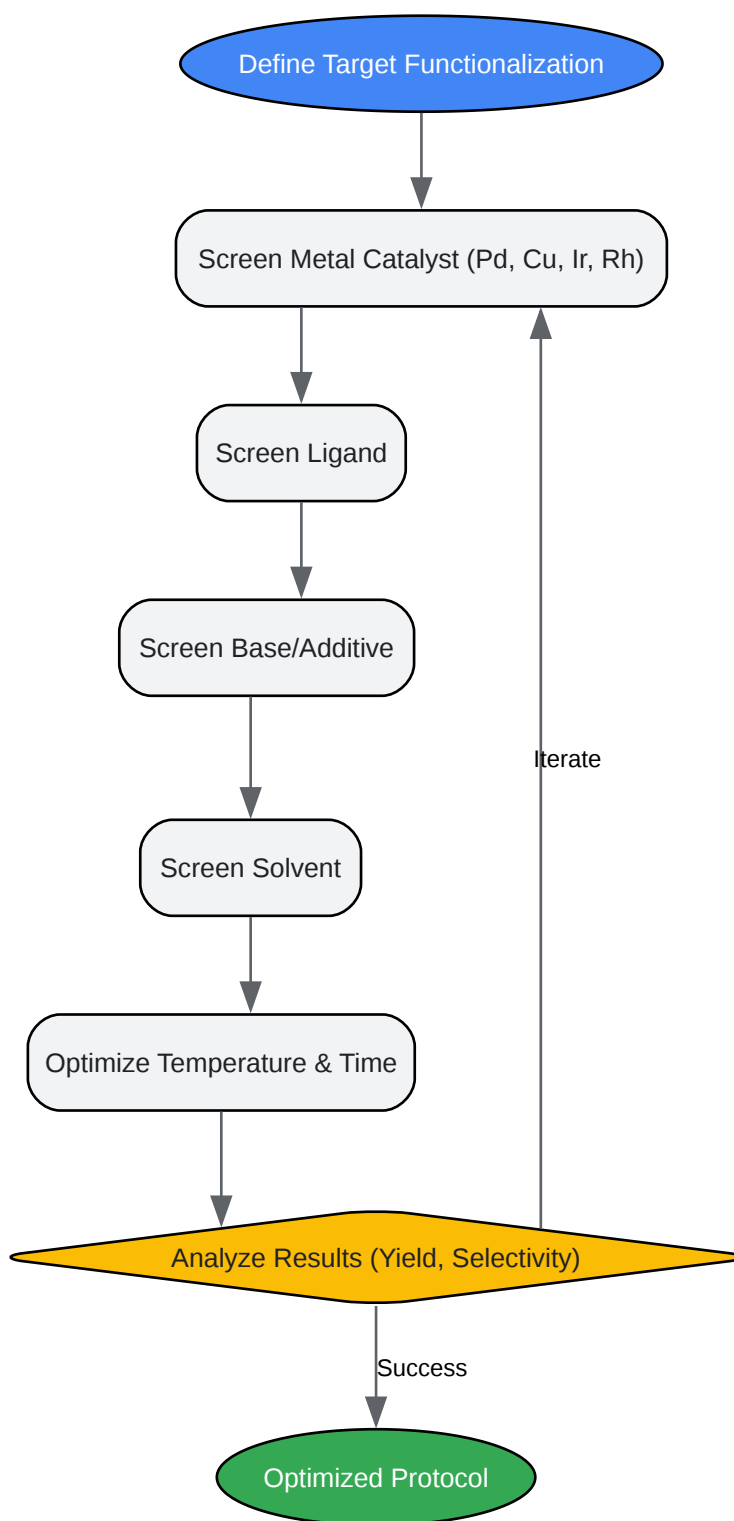 Define Target Functionalization
Screen Metal Catalyst (Pd, Cu, Ir, Rh)
Screen Ligand
Screen Base/Additive
Iterate
Screen Solvent
Optimize Temperature & Time
Analyze Results (Yield, Selectivity)
Success
Optimized Protocol